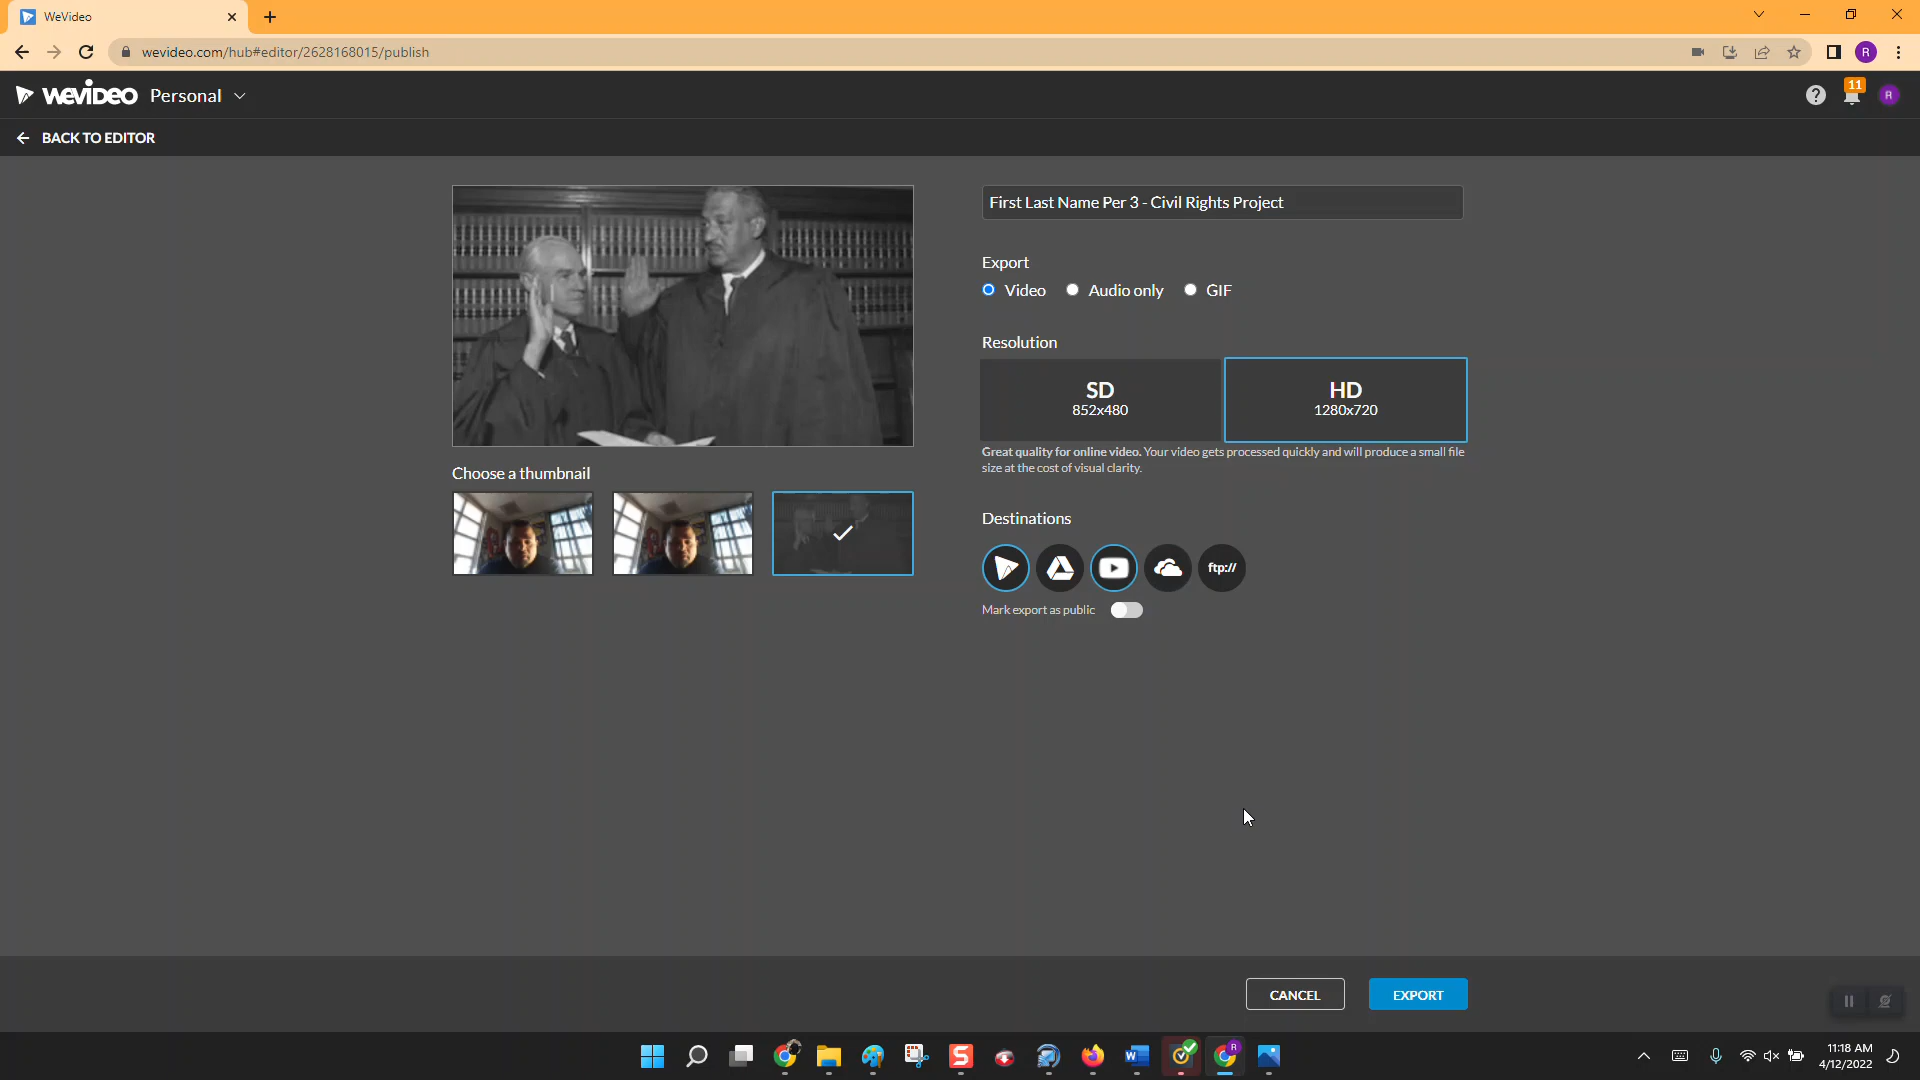 WeVideo
wevideo.com/hub#editor/2628168015/publish
R
WEVIDEO Personal
11
R
BACK TO EDITOR
First Last Name Per 3 - Civil Rights Project
Export
Video Audio only GIF
Resolution
SD
852x480
HD
1280x720
Great quality for online video. Your video gets processed quickly and will produce a small file
size at the cost of visual clarity.
Choose a thumbnail
Destinations
ftp://
Mark export as public
CANCEL
EXPORT
S
W
R
11:18 AM
4/12/2022